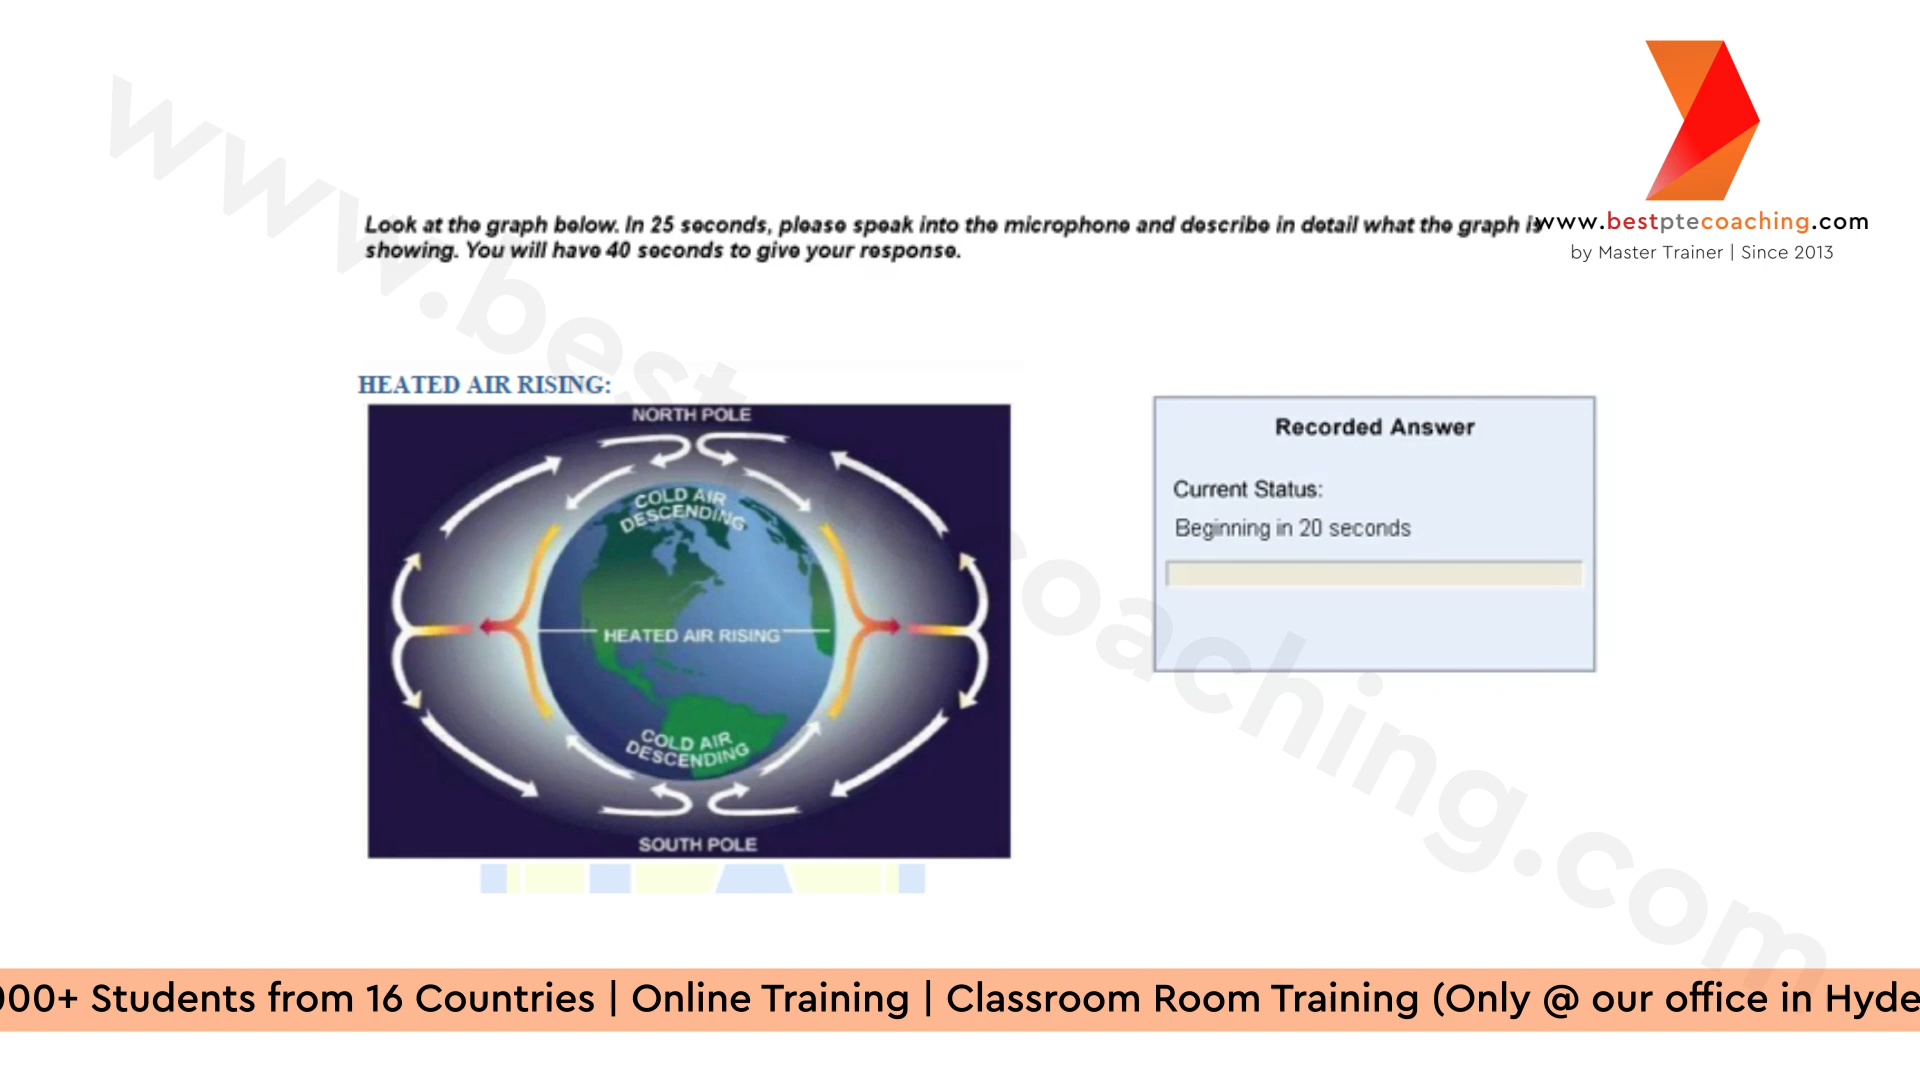 Look at the graph below. In 25 seconds, please speak into the microphone and describe in detail what the graph is
showing. You will have 40 seconds to give your response.
www.bestptecoaching.com
by Master Trainer | Since 2013
HEATED AIR RISING:
NORTH POLE
COLD AIR
DESCENDING
HEATED AIR RISING
COLD AIR
DESCENDING
SOUTH POLE
Recorded Answer
Current Status:
Beginning in 20 seconds
000+ Students from 16 Countries | Online Training | Classroom Room Training (Only @ our office in Hyde